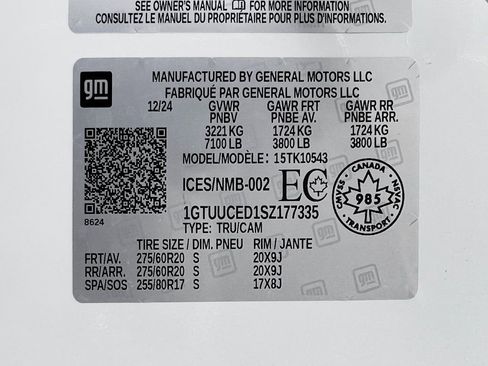 SEE OWNER'S MANUAL FOR MORE INFORMATION
CONSULTEZ LE MANUEL DU PROPRIÉTAIRE POUR PLUS D'INFORMATIONS.
gm
MANUFACTURED BY GENERAL MOTORS LLC
FABRIQUÉ PAR GENERAL MOTORS LLC
12/24 GVWR GAWR FRT GAWR RR
PNBV PNBE AV. PNBE ARR.
3221 KG 1724 KG 1724 KG
7100 LB 3800 LB 3800 LB
MODEL/MODÈLE: 15TK10543
ICES/NMB-002 EC
CANADA
CMVSS 985 NSVAC
TRANSPORT
8624
1GTUUCED1SZ177335
TYPE: TRU/CAM
TIRE SIZE / DIM. PNEU RIM / JANTE
FRT/AV. 275/60R20 S 20X9J
RR/ARR. 275/60R20 S 20X9J
SPA/SOS 255/80R17 S 17X8J